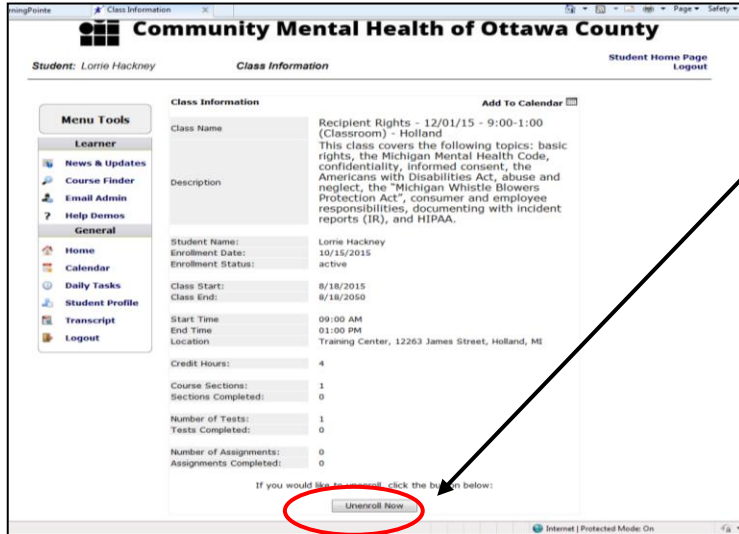 rningPointe
Class Information
Page
Safety
Community Mental Health of Ottawa County
Student: Lorrie Hackney
Class Information
Student Home Page
Logout
Menu Tools
Learner
News & Updates
Course Finder
Email Admin
? Help Demos
General
Home
Calendar
Daily Tasks
Student Profile
Transcript
Logout
Class Information
Add To Calendar
Class Name Recipient Rights - 12/01/15 - 9:00-1:00
(Classroom) - Holland
Description This class covers the following topics: basic
rights, the Michigan Mental Health Code,
confidentiality, informed consent, the
Americans with Disabilities Act, abuse and
neglect, the "Michigan Whistle Blowers
Protection Act", consumer and employee
responsibilities, documenting with incident
reports (IR), and HIPAA.
Student Name: Lorrie Hackney
Enrollment Date: 10/15/2015
Enrollment Status: active
Class Start: 8/18/2015
Class End: 8/18/2050
Start Time 09:00 AM
End Time 01:00 PM
Location Training Center, 12263 James Street, Holland, MI
Credit Hours: 4
Course Sections: 1
Sections Completed: 0
Number of Tests: 1
Tests Completed: 0
Number of Assignments: 0
Assignments Completed: 0
If you would like to unenroll, click the button below:
Unenroll Now
Internet | Protected Mode: On